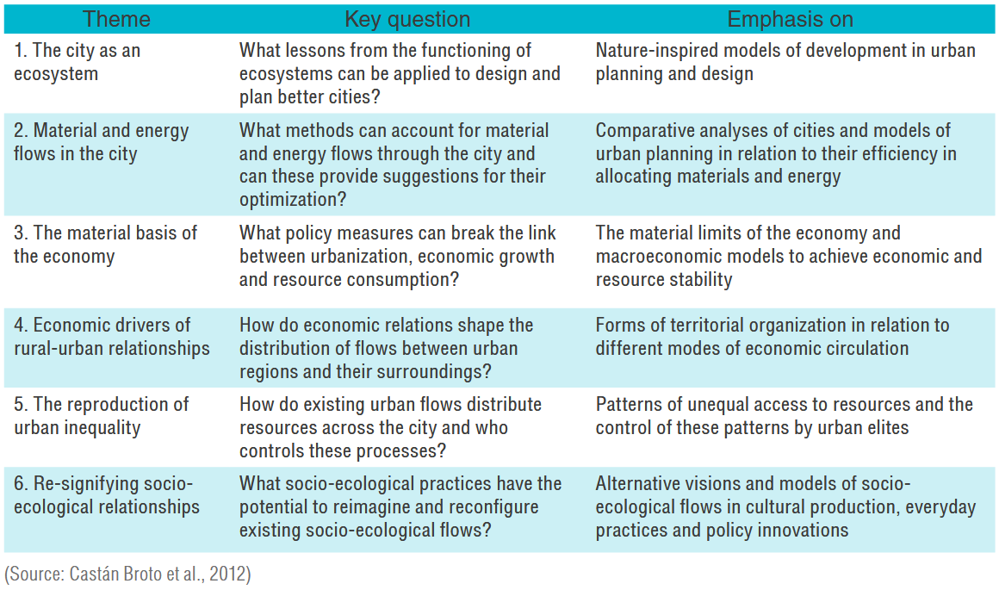 Theme Key question Emphasis on
1. The city as an ecosystem What lessons from the functioning of ecosystems can be applied to design and plan better cities? Nature-inspired models of development in urban planning and design
2. Material and energy flows in the city What methods can account for material and energy flows through the city and can these provide suggestions for their optimization? Comparative analyses of cities and models of urban planning in relation to their efficiency in allocating materials and energy
3. The material basis of the economy What policy measures can break the link between urbanization, economic growth and resource consumption? The material limits of the economy and macroeconomic models to achieve economic and resource stability
4. Economic drivers of rural-urban relationships How do economic relations shape the distribution of flows between urban regions and their surroundings? Forms of territorial organization in relation to different modes of economic circulation
5. The reproduction of urban inequality How do existing urban flows distribute resources across the city and who controls these processes? Patterns of unequal access to resources and the control of these patterns by urban elites
6. Re-signifying socio-ecological relationships What socio-ecological practices have the potential to reimagine and reconfigure existing socio-ecological flows? Alternative visions and models of socio-ecological flows in cultural production, everyday practices and policy innovations
(Source: Castán Broto et al., 2012)